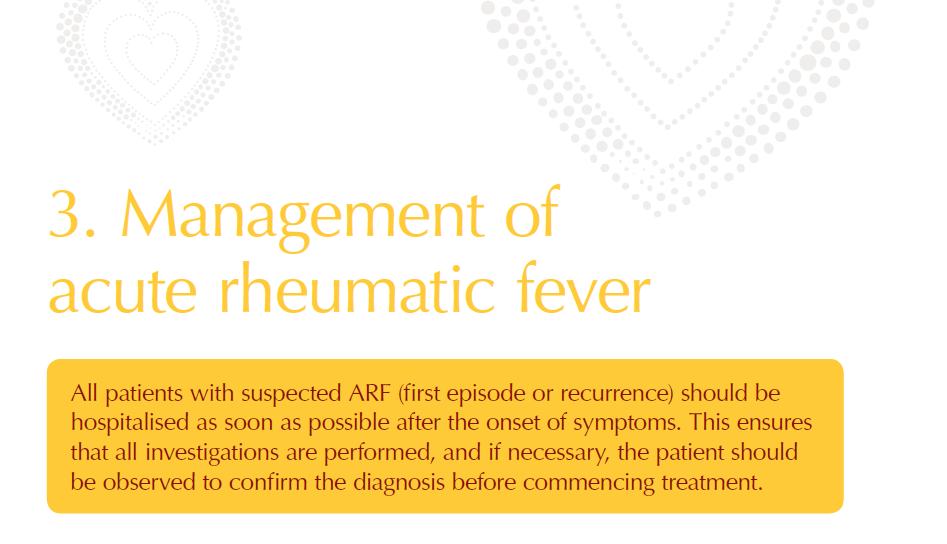 3. Management of
acute rheumatic fever
All patients with suspected ARF (first episode or recurrence) should be
hospitalised as soon as possible after the onset of symptoms. This ensures
that all investigations are performed, and if necessary, the patient should
be observed to confirm the diagnosis before commencing treatment.